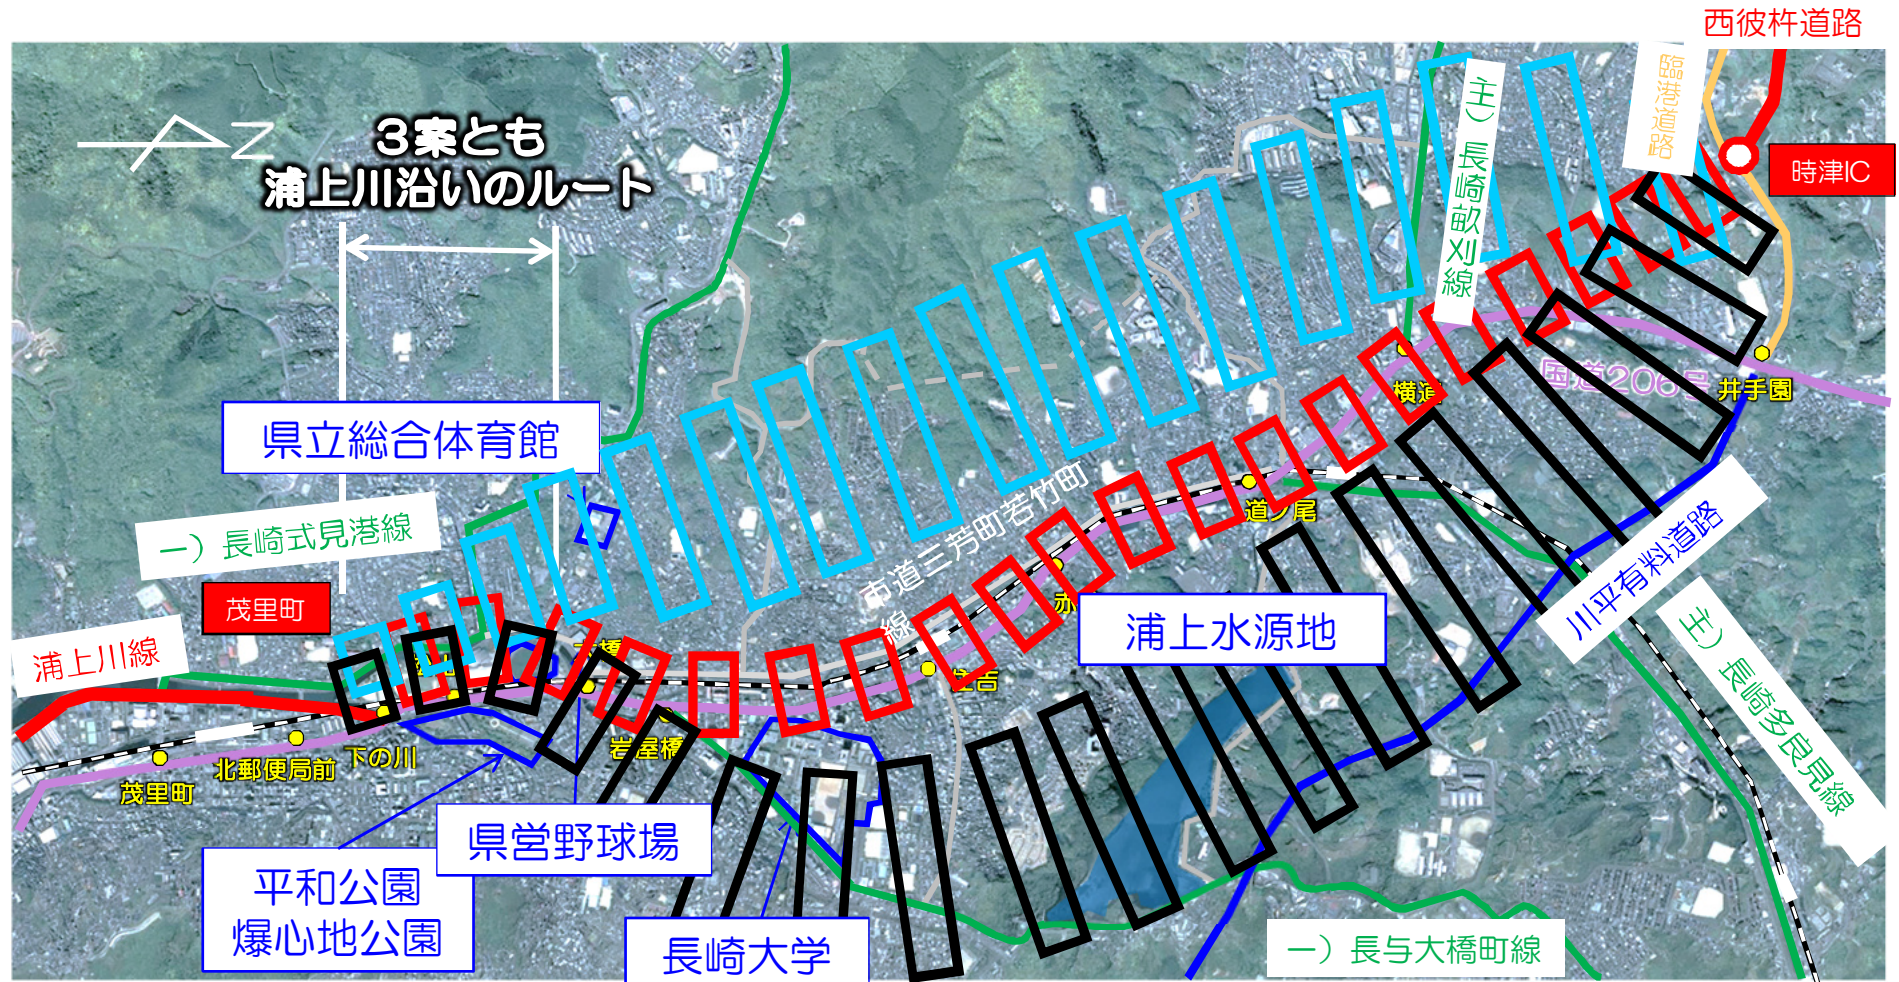 西彼杵道路
臨港道路
時津IC
主）長崎畝刈線
N
３案とも
浦上川沿いのルート
県立総合体育館
一）長崎式見港線
茂里町
浦上川線
国道206号
井手園
横道
市道三芳町若竹町
線
道ノ尾
赤
浦上水源地
川平有料道路
主）長崎多良見線
住吉
橋
岩屋橋
下の川
北郵便局前
茂里町
県営野球場
平和公園
爆心地公園
長崎大学
一）長与大橋町線